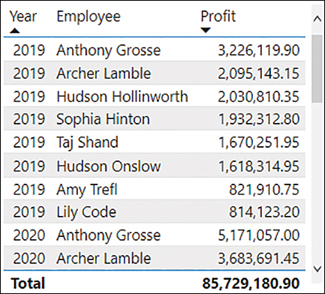 Year Employee Profit
2019 Anthony Grosse 3,226,119.90
2019 Archer Lamble 2,095,143.15
2019 Hudson Hollinworth 2,030,810.35
2019 Sophia Hinton 1,932,312.80
2019 Taj Shand 1,670,251.95
2019 Hudson Onslow 1,618,314.95
2019 Amy Trefl 821,910.75
2019 Lily Code 814,123.20
2020 Anthony Grosse 5,171,057.00
2020 Archer Lamble 3,683,691.45
Total 85,729,180.90